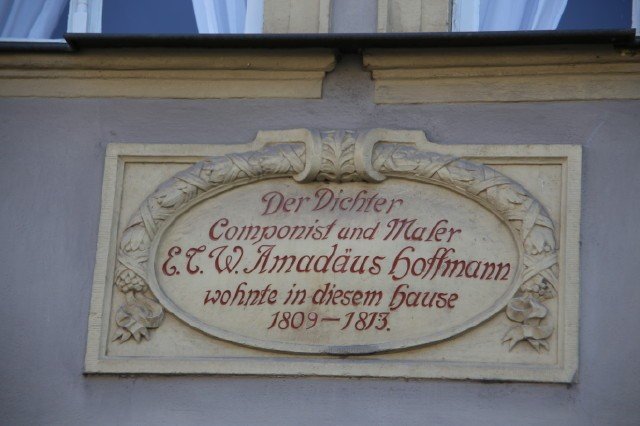 Der Dichter
Componist und Maler
E. T. W. Amadäus Hoffmann
wohnte in diesem Hause
1809-1813.